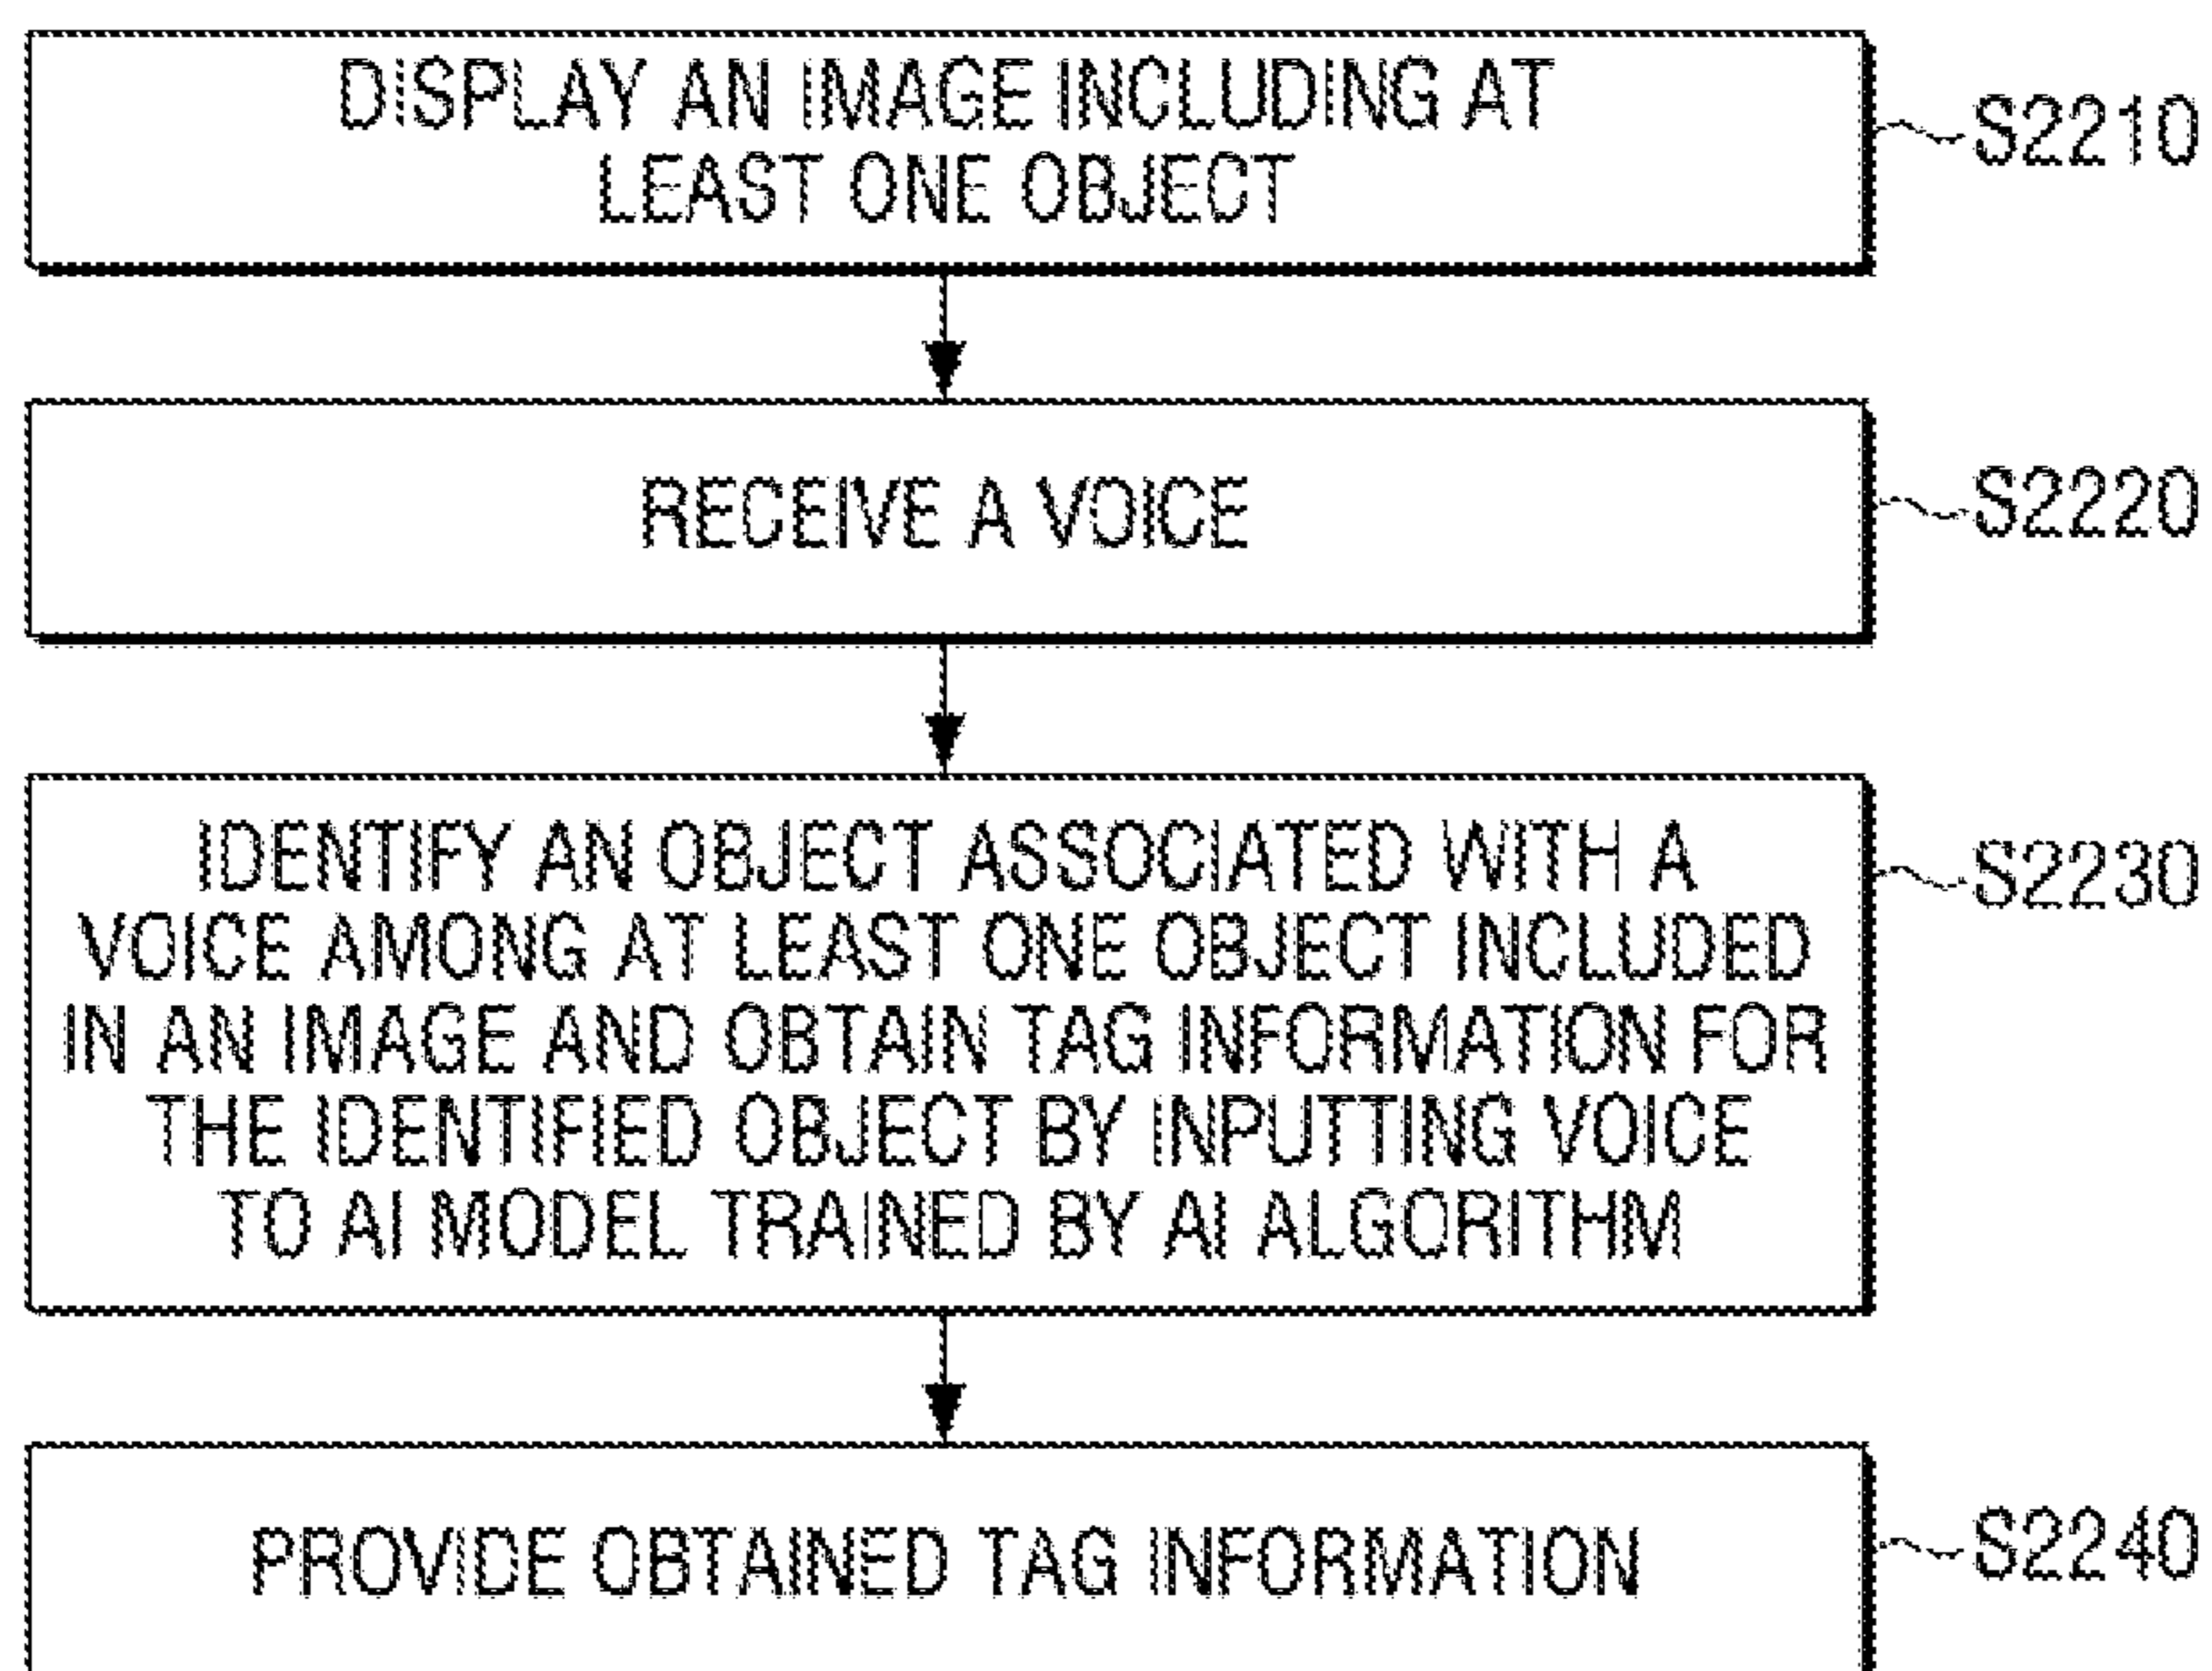 DISPLAY AN IMAGE INCLUDING AT
LEAST ONE OBJECT
S2210
RECEIVE A VOICE
S2220
IDENTIFY AN OBJECT ASSOCIATED WITH A
VOICE AMONG AT LEAST ONE OBJECT INCLUDED
IN AN IMAGE AND OBTAIN TAG INFORMATION FOR
THE IDENTIFIED OBJECT BY INPUTTING VOICE
TO AI MODEL TRAINED BY AI ALGORITHM
S2230
PROVIDE OBTAINED TAG INFORMATION
S2240